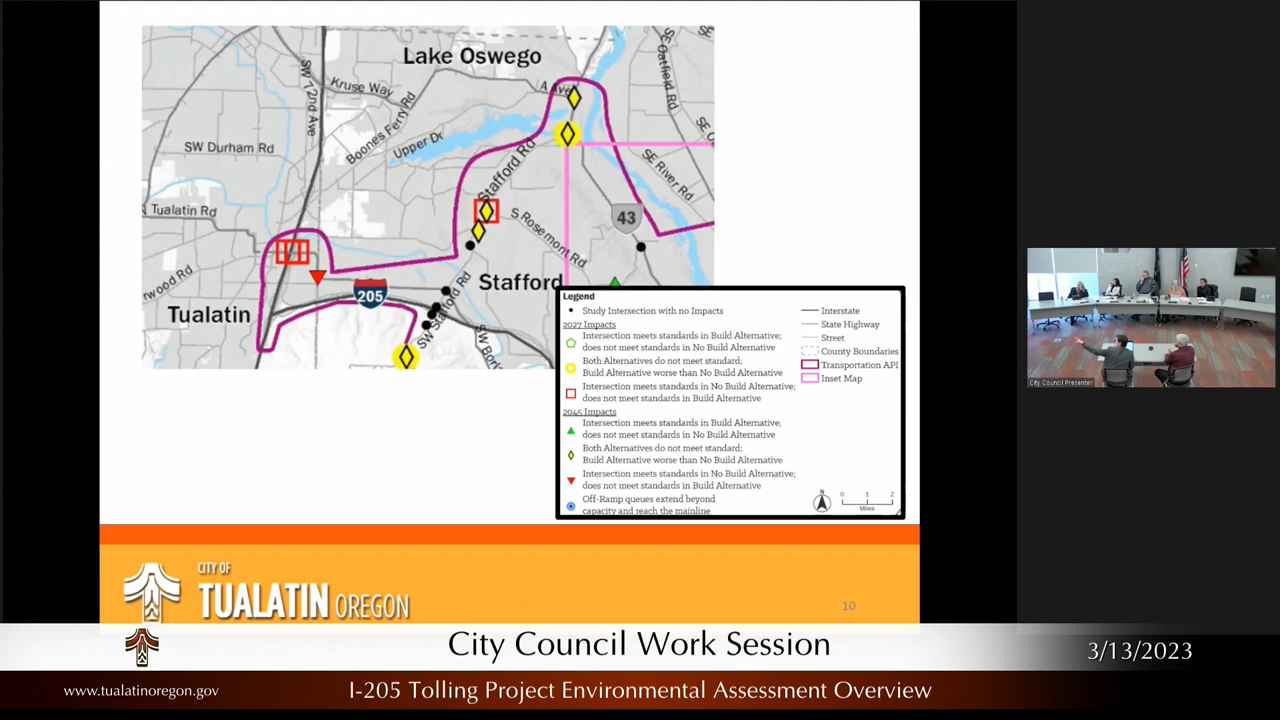 Lake Oswego
SW 72nd Ave
Kruse Way
A Ave
SE Oatfield Rd
SE
Boones Ferry Rd
Upper Dr
SW Durham Rd
Stafford Rd
SE River Rd
Tualatin Rd
S Rosemont Rd
43
rwood Rd
205
Stafford
Tualatin
SW Stafford Rd
SW Bor
Legend
Study Intersection with no Impacts
2027 Impacts
Intersection meets standards in Build Alternative;
does not meet standards in No Build Alternative
Both Alternatives do not meet standard;
Build Alternative worse than No Build Alternative
Intersection meets standards in No Build Alternative;
does not meet standards in Build Alternative
2045 Impacts
Intersection meets standards in Build Alternative;
does not meet standards in No Build Alternative
Both Alternatives do not meet standard;
Build Alternative worse than No Build Alternative
Intersection meets standards in No Build Alternative;
does not meet standards in Build Alternative
Off-Ramp queues extend beyond
capacity and reach the mainline
Interstate
State Highway
Street
County Boundaries
Transportation API
Inset Map
N
0 1 2
Miles
City Council Presenter
CITY OF
TUALATIN OREGON
10
City Council Work Session
3/13/2023
www.tualatinoregon.gov
I-205 Tolling Project Environmental Assessment Overview